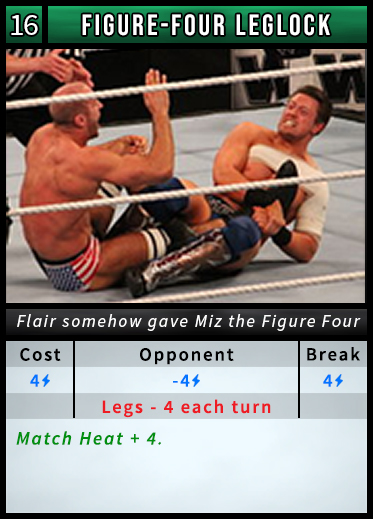 16 FIGURE-FOUR LEGLOCK
Flair somehow gave Miz the Figure Four
Cost Opponent Break
4⚡ -4⚡ 4⚡
Legs - 4 each turn
Match Heat + 4.